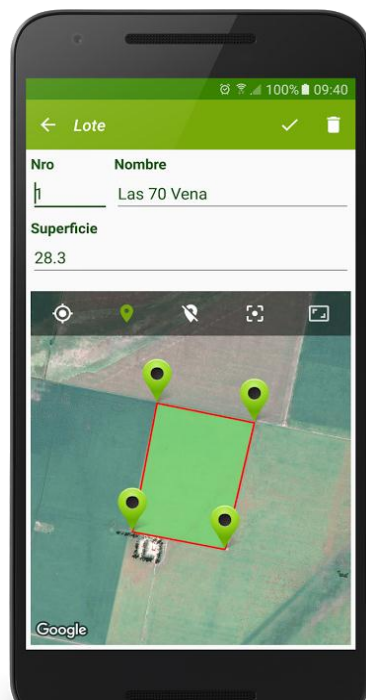 100% 09:40
Lote
Nro Nombre
1 Las 70 Vena
Superficie
28.3
Google